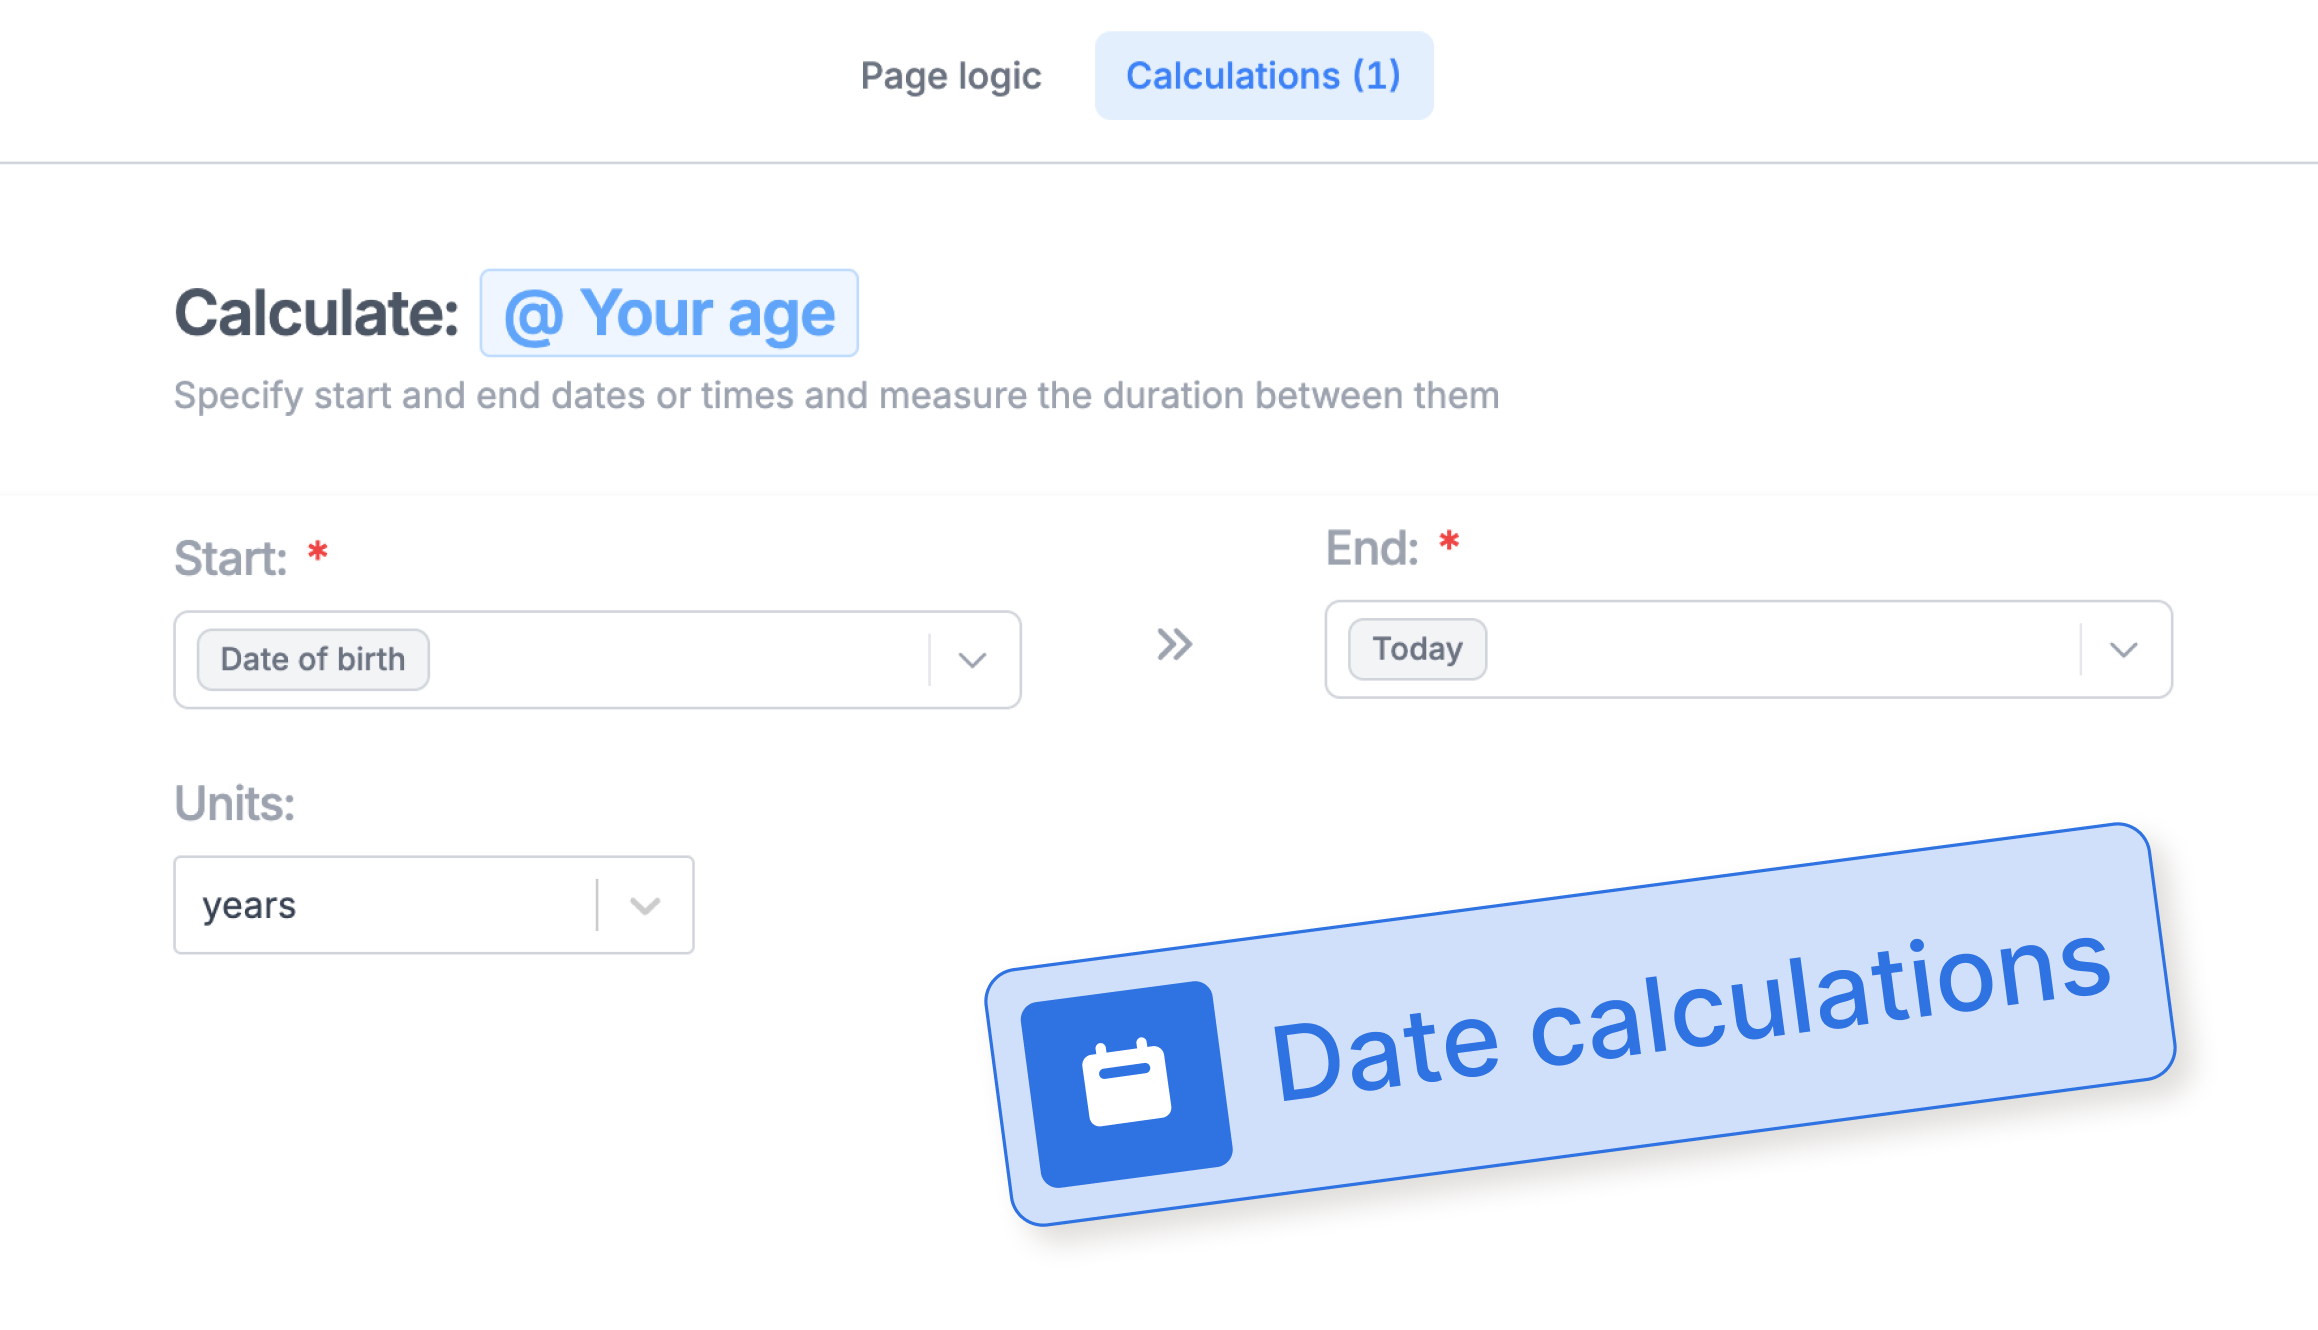 Page logic
Calculations (1)
Calculate: @ Your age
Specify start and end dates or times and measure the duration between them
Start: *
End: *
Date of birth
Today
Units:
years
Date calculations